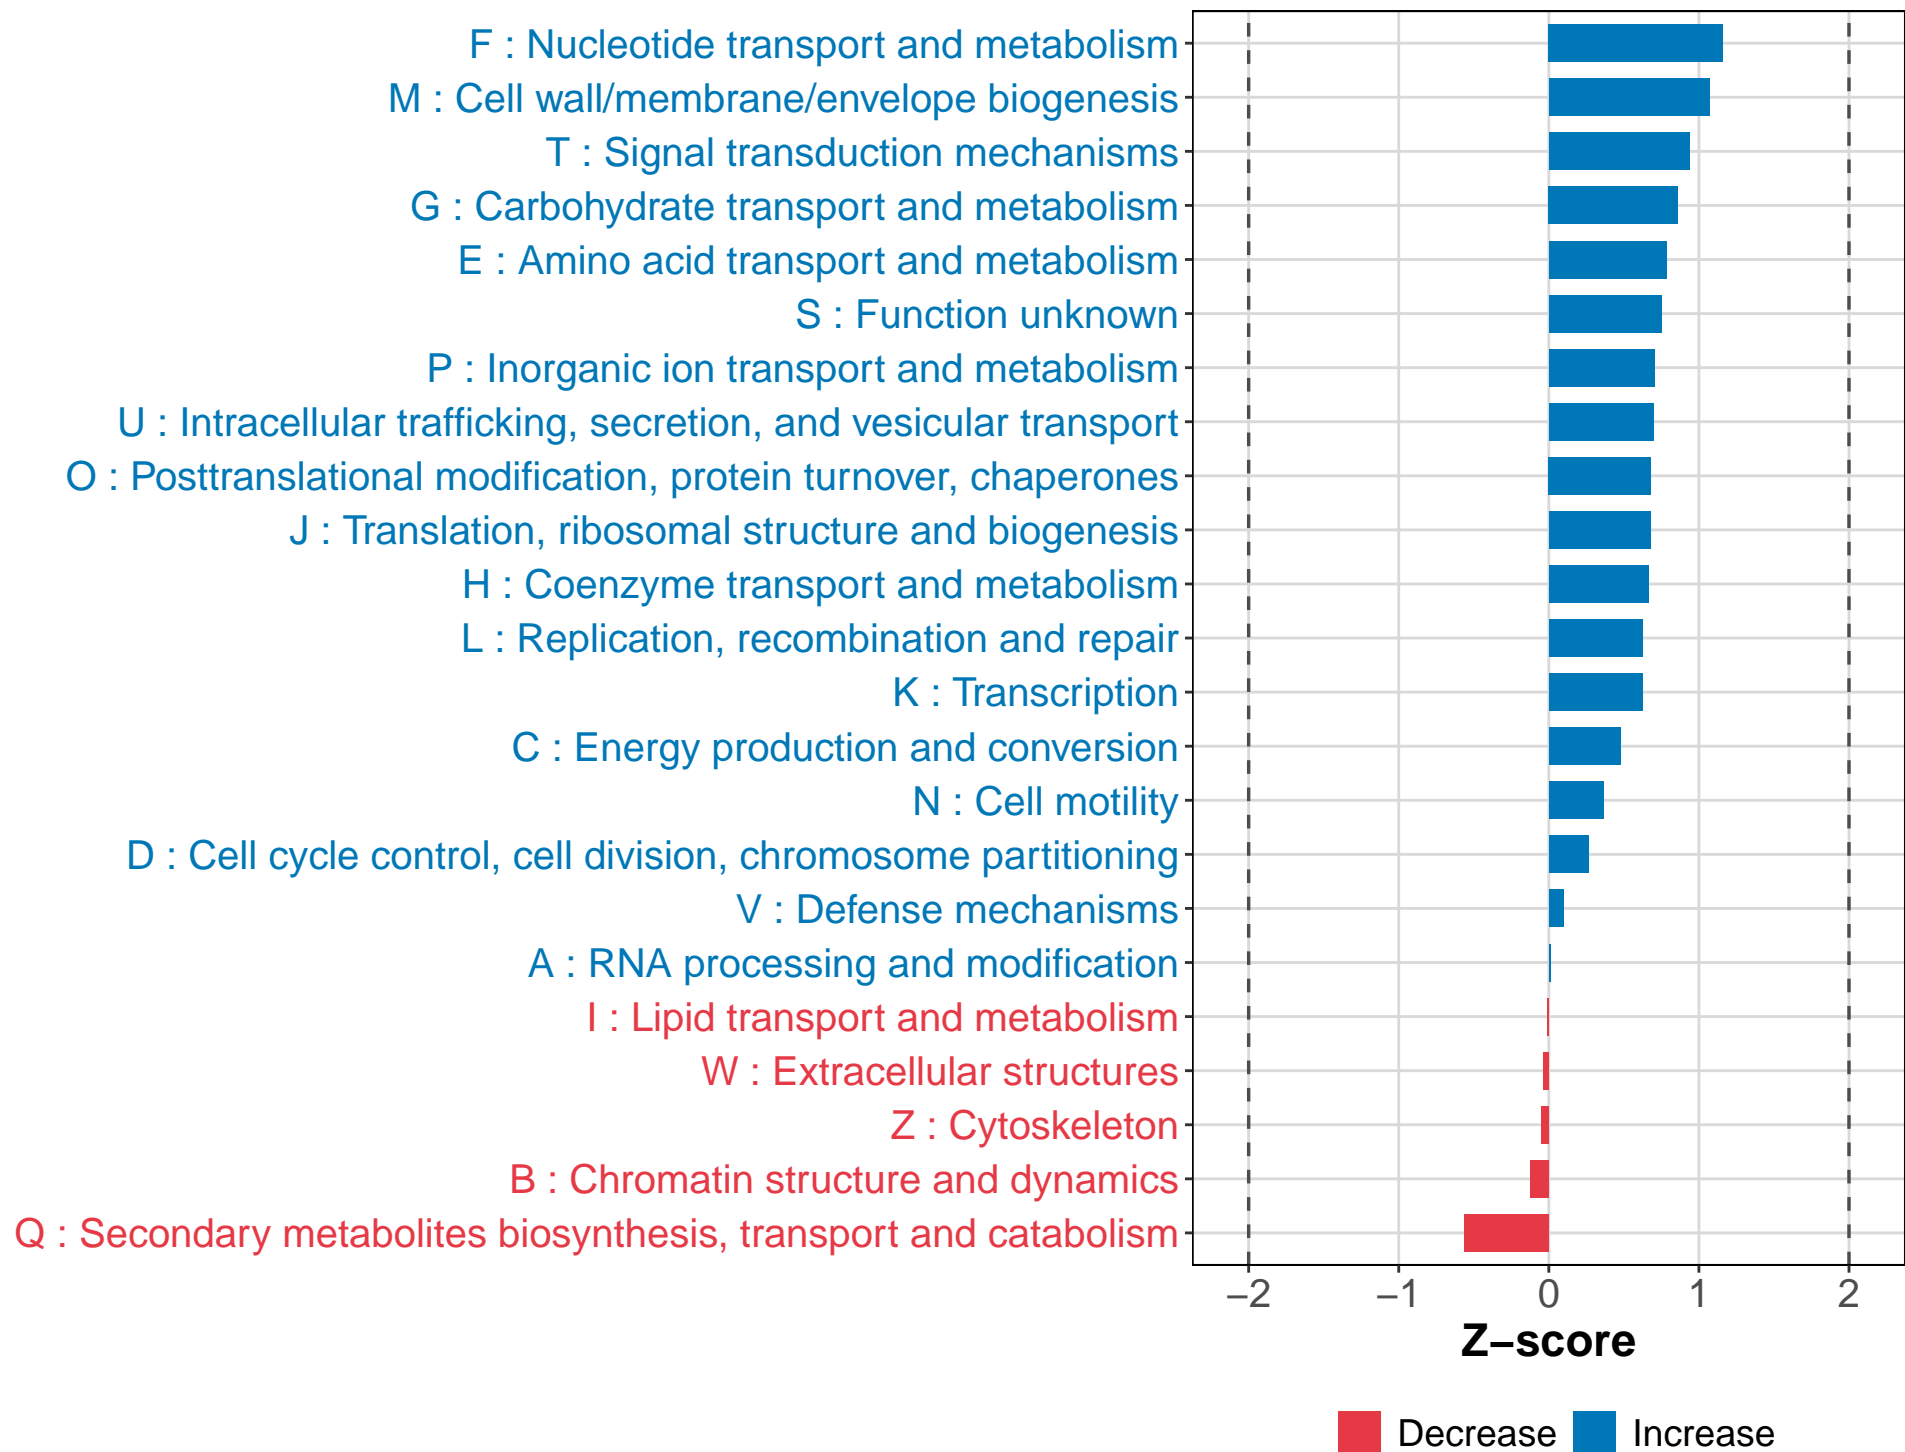 F : Nucleotide transport and metabolism
M : Cell wall/membrane/envelope biogenesis
T : Signal transduction mechanisms
G : Carbohydrate transport and metabolism
E : Amino acid transport and metabolism
S : Function unknown
P : Inorganic ion transport and metabolism
U : Intracellular trafficking, secretion, and vesicular transport
O : Posttranslational modification, protein turnover, chaperones
J : Translation, ribosomal structure and biogenesis
H : Coenzyme transport and metabolism
L : Replication, recombination and repair
K : Transcription
C : Energy production and conversion
N : Cell motility
D : Cell cycle control, cell division, chromosome partitioning
V : Defense mechanisms
A : RNA processing and modification
I : Lipid transport and metabolism
W : Extracellular structures
Z : Cytoskeleton
B : Chromatin structure and dynamics
Q : Secondary metabolites biosynthesis, transport and catabolism
−2 −1 0 1 2
Z−score
Decrease Increase